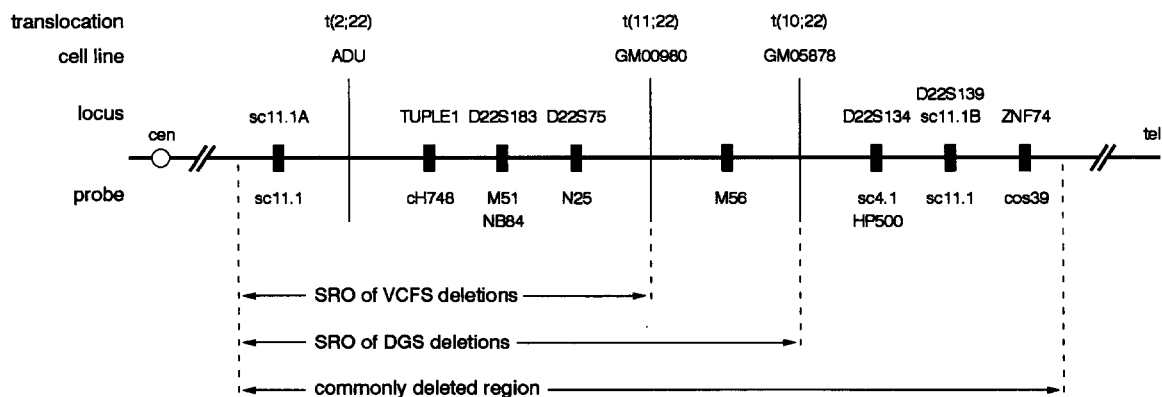 translocation t(2;22) t(11;22) t(10;22)
cell line ADU GM00980 GM05878
D22S139
locus sc11.1A TUPLE1 D22S183 D22S75 D22S134 sc11.1B ZNF74
cen tel
probe sc11.1 cH748 M51 N25 M56 sc4.1 sc11.1 cos39
NB84 HP500
SRO of VCFS deletions
SRO of DGS deletions
commonly deleted region